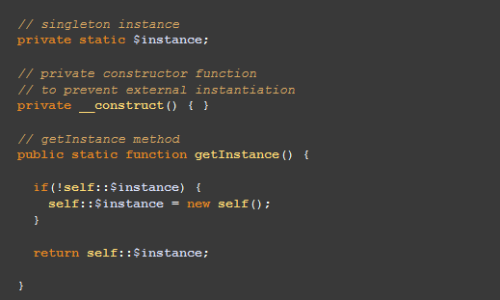 // singleton instance
private static $instance;
// private constructor function
// to prevent external instantiation
private __construct() { }
// getInstance method
public static function getInstance() {
if(!self::$instance) {
self::$instance = new self();
}
return self::$instance;
}